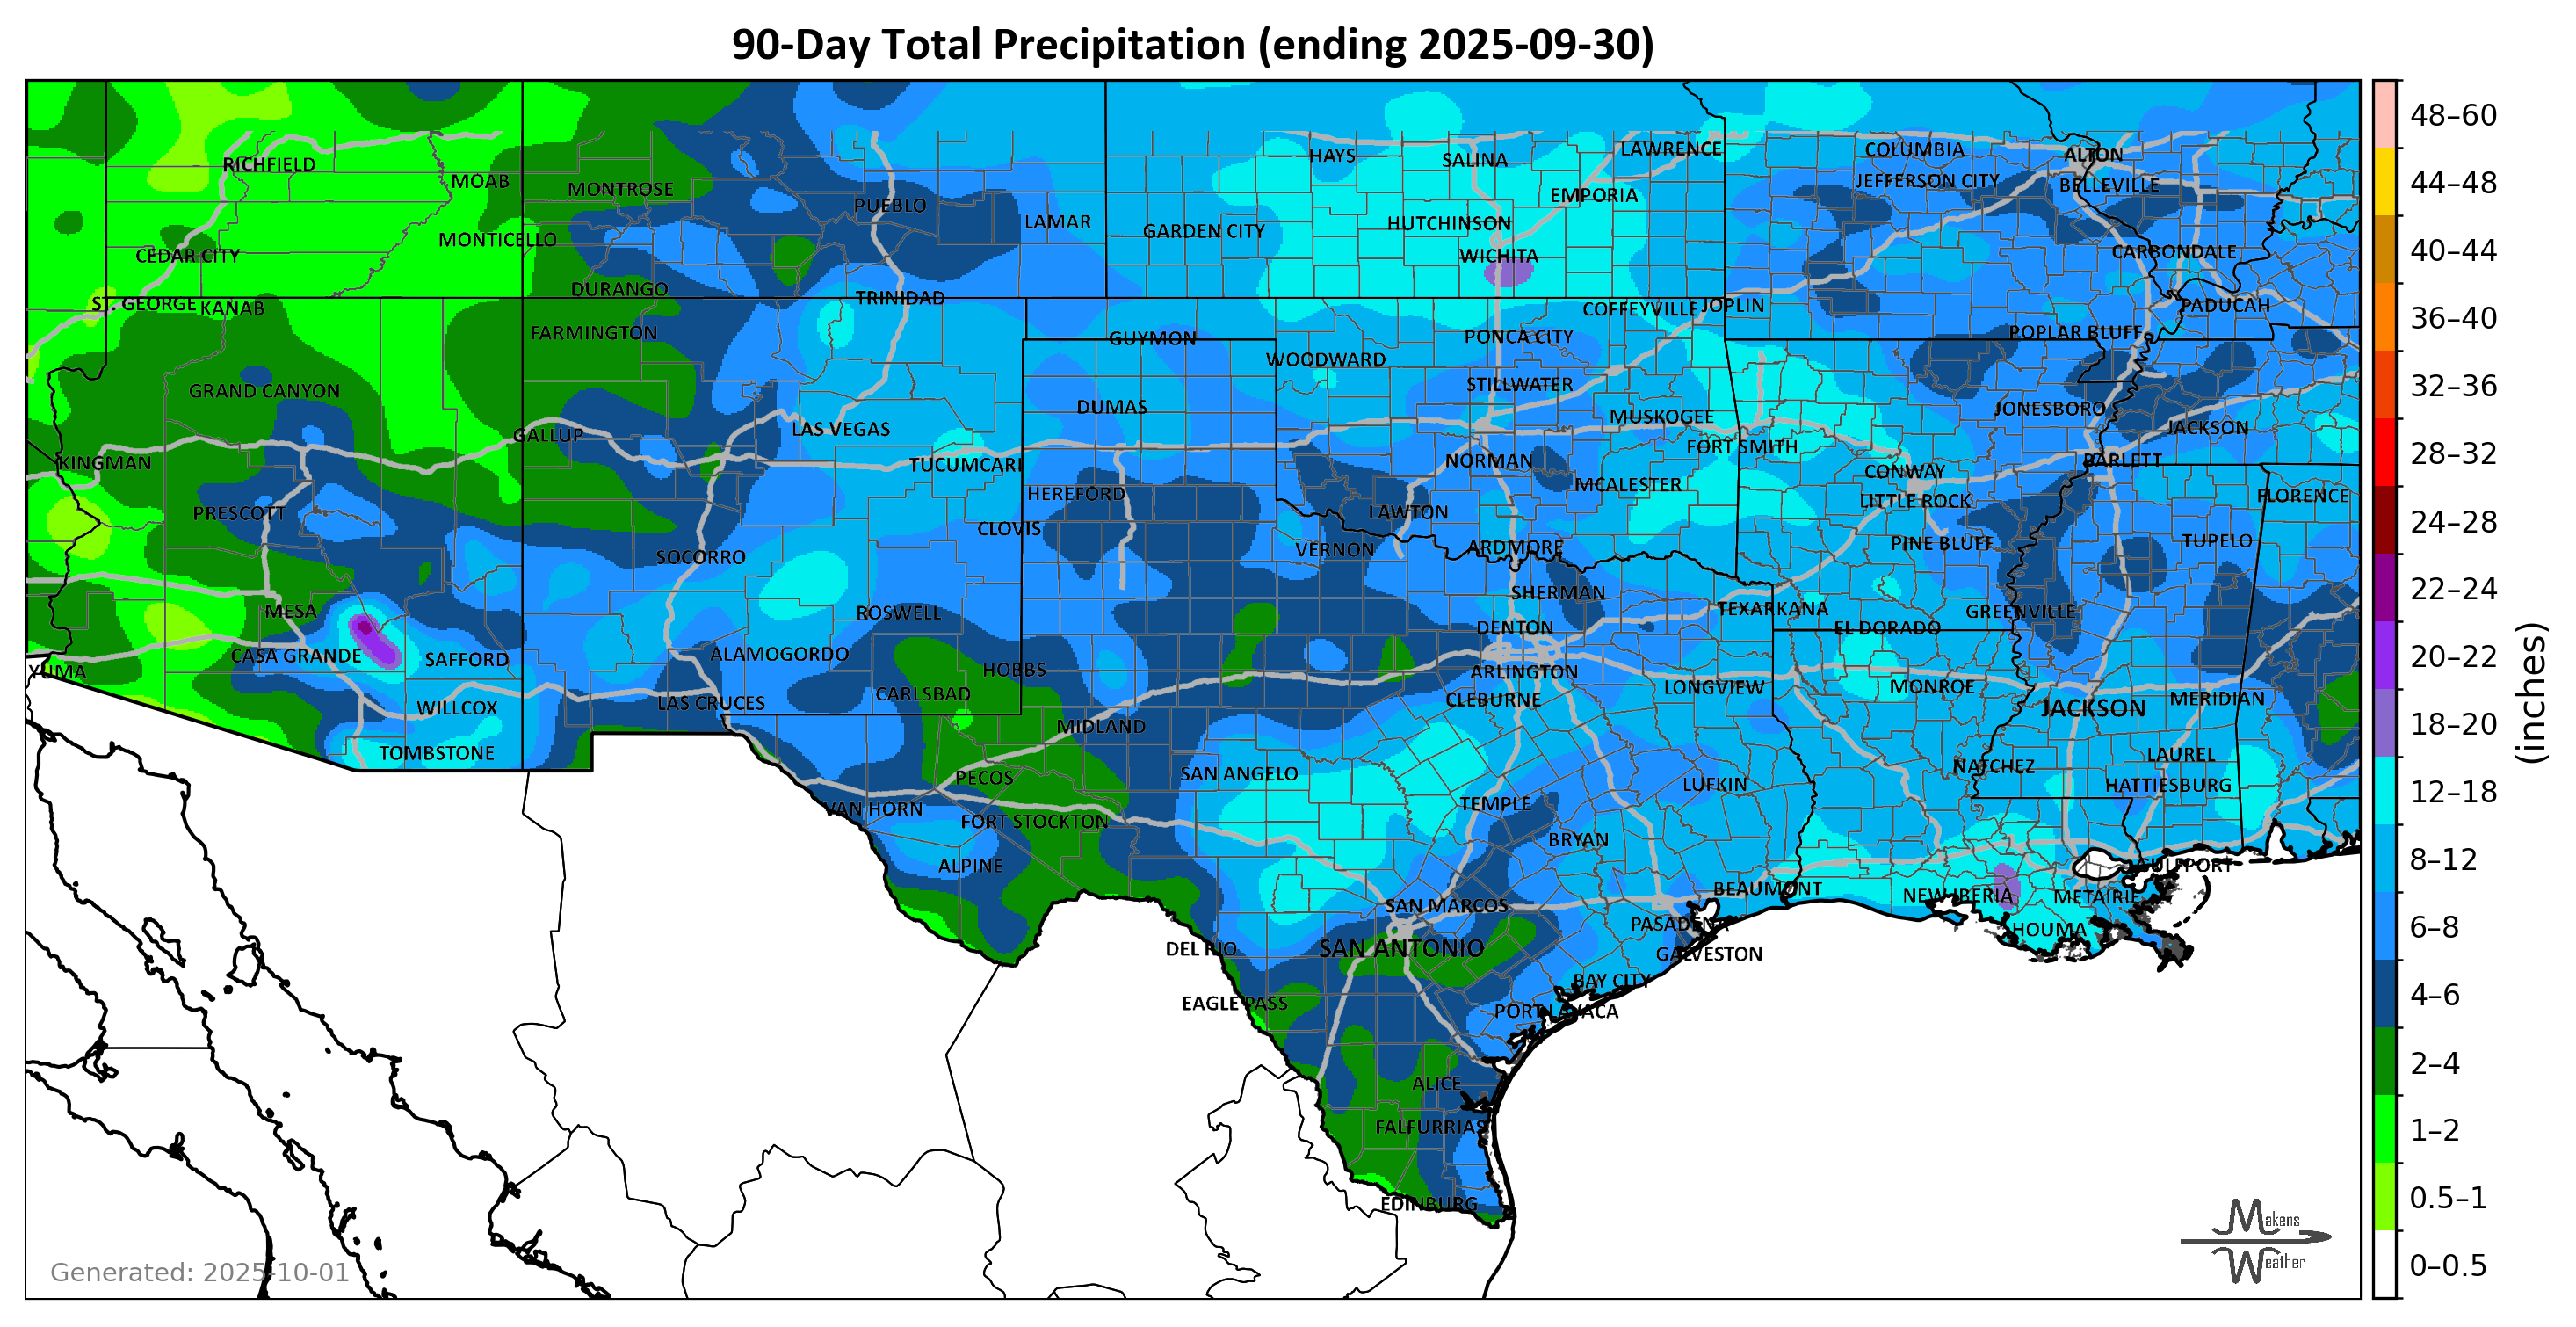 90-Day Total Precipitation (ending 2025-09-30)
HAYS
SALINA
LAWRENCE
COLUMBIA
ALTON
RICHFIELD
MOAB
MONTROSE
JEFFERSON CITY
BELLEVILLE
PUEBLO
EMPORIA
LAMAR
GARDEN CITY
HUTCHINSON
MONTICELLO
CEDAR CITY
WICHITA
CARBONDALE
DURANGO
TRINIDAD
ST. GEORGE
KANAB
COFFEYVILLE
JOPLIN
PADUCAH
FARMINGTON
GUYMON
PONCA CITY
POPLAR BLUFF
WOODWARD
GRAND CANYON
STILLWATER
DUMAS
MUSKOGEE
JONESBORO
GALLUP
LAS VEGAS
JACKSON
FORT SMITH
KINGMAN
TUCUMCARI
NORMAN
BARLETT
CONWAY
HEREFORD
MCALESTER
LITTLE ROCK
FLORENCE
PRESCOTT
LAWTON
CLOVIS
SOCORRO
VERNON
ARDMORE
PINE BLUFF
TUPELO
SHERMAN
MESA
ROSWELL
TEXARKANA
GREENVILLE
DENTON
EL DORADO
CASA GRANDE
SAFFORD
ALAMOGORDO
YUMA
HOBBS
ARLINGTON
CARLSBAD
LONGVIEW
MONROE
LAS CRUCES
CLEBURNE
MERIDIAN
WILLCOX
JACKSON
MIDLAND
TOMBSTONE
LAUREL
PECOS
SAN ANGELO
NATCHEZ
LUFKIN
HATTIESBURG
VAN HORN
TEMPLE
FORT STOCKTON
BRYAN
ALPINE
GULFPORT
BEAUMONT
NEW IBERIA
METAIRIE
SAN MARCOS
PASADENA
HOUMA
DEL RIO
SAN ANTONIO
GALVESTON
BAY CITY
EAGLE PASS
PORT LAVACA
ALICE
FALFURRIAS
EDINBURG
Generated: 2025-10-01
Makens
Weather
48–60
44–48
40–44
36–40
32–36
28–32
24–28
22–24
20–22
18–20
12–18
8–12
6–8
4–6
2–4
1–2
0.5–1
0–0.5
(inches)